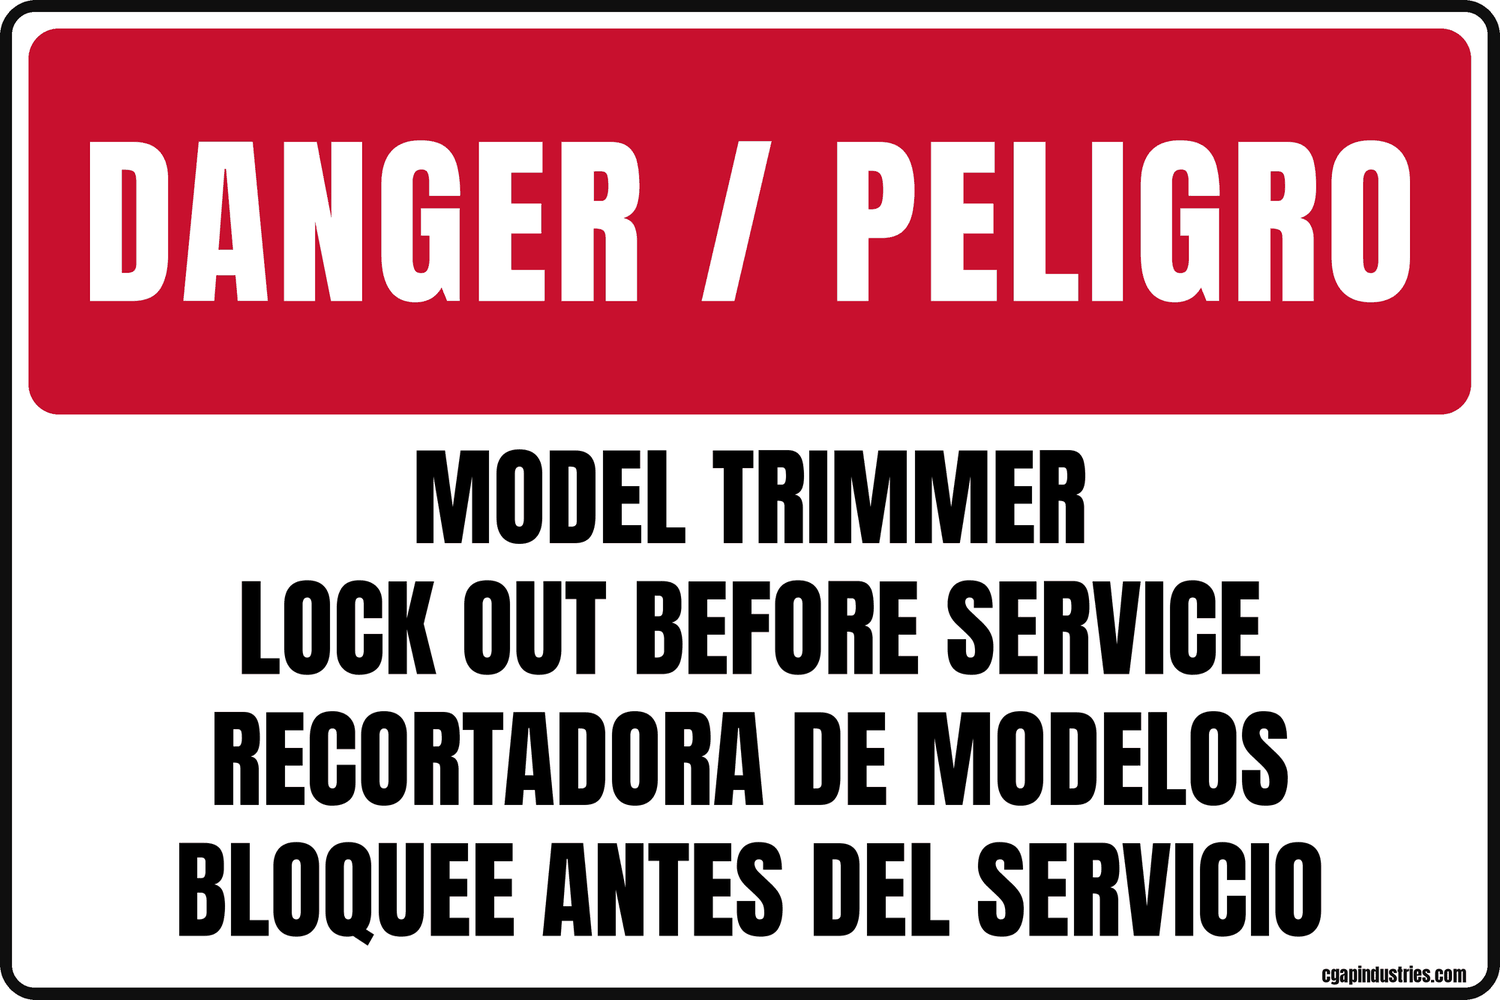 DANGER / PELIGRO
MODEL TRIMMER
LOCK OUT BEFORE SERVICE
RECORTADORA DE MODELOS
BLOQUEE ANTES DEL SERVICIO
cgapindustries.com